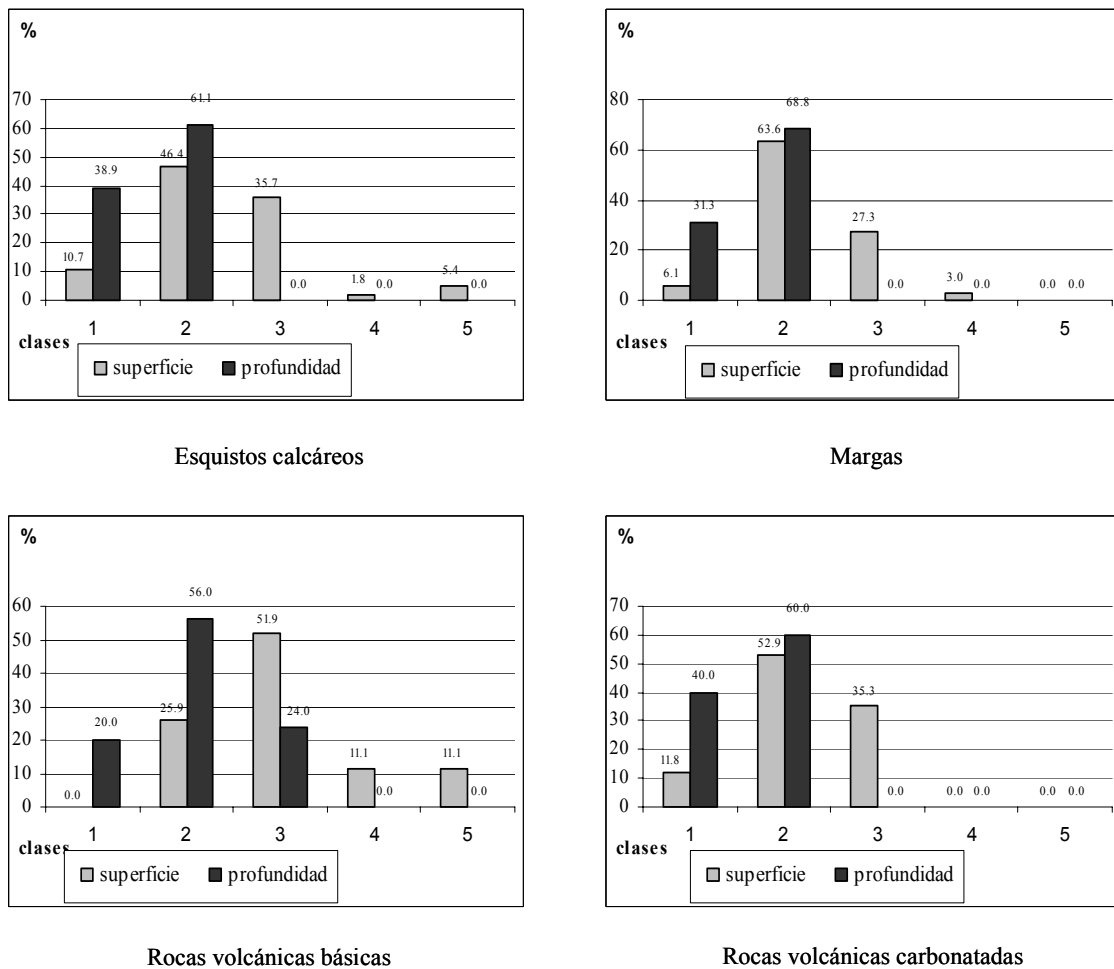 %
70
60
50
40
30
20
10
0
10.7 38.9 46.4 61.1 35.7 0.0 1.8 0.0 5.4 0.0
1 2 3 4 5
clases
superficie profundidad
Esquistos calcáreos
%
80
60
40
20
0
6.1 31.3 63.6 68.8 27.3 0.0 3.0 0.0 0.0 0.0
1 2 3 4 5
clases
superficie profundidad
Margas
%
60
50
40
30
20
10
0
0.0 20.0 25.9 56.0 51.9 24.0 11.1 0.0 11.1 0.0
1 2 3 4 5
clases
superficie profundidad
Rocas volcánicas básicas
%
70
60
50
40
30
20
10
0
11.8 40.0 52.9 60.0 35.3 0.0 0.0 0.0 0.0 0.0
1 2 3 4 5
clases
superficie profundidad
Rocas volcánicas carbonatadas